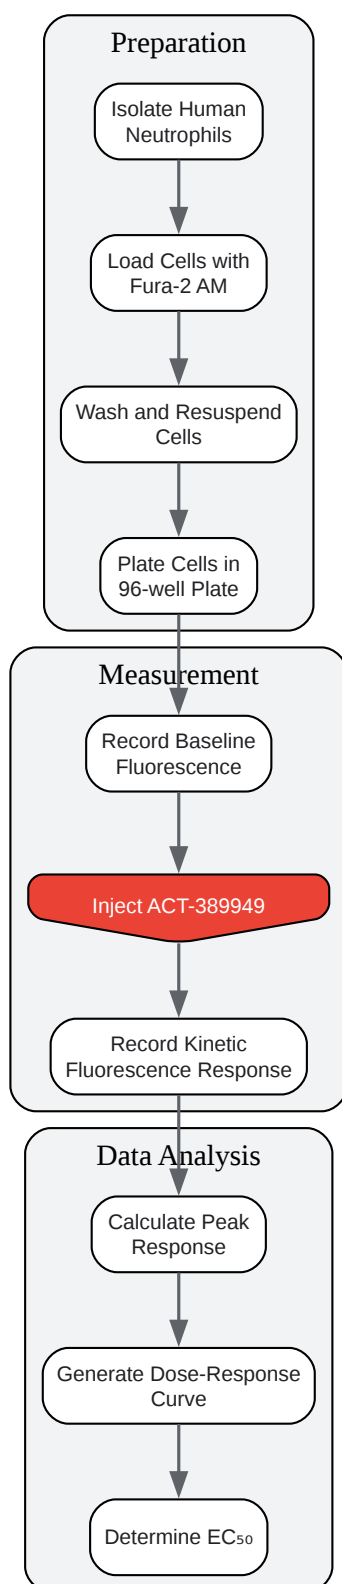 Preparation
Isolate Human
Neutrophils
Load Cells with
Fura-2 AM
Wash and Resuspend
Cells
Plate Cells in
96-well Plate
Measurement
Record Baseline
Fluorescence
Inject ACT-389949
Record Kinetic
Fluorescence Response
Data Analysis
Calculate Peak
Response
Generate Dose-Response
Curve
Determine EC₅₀